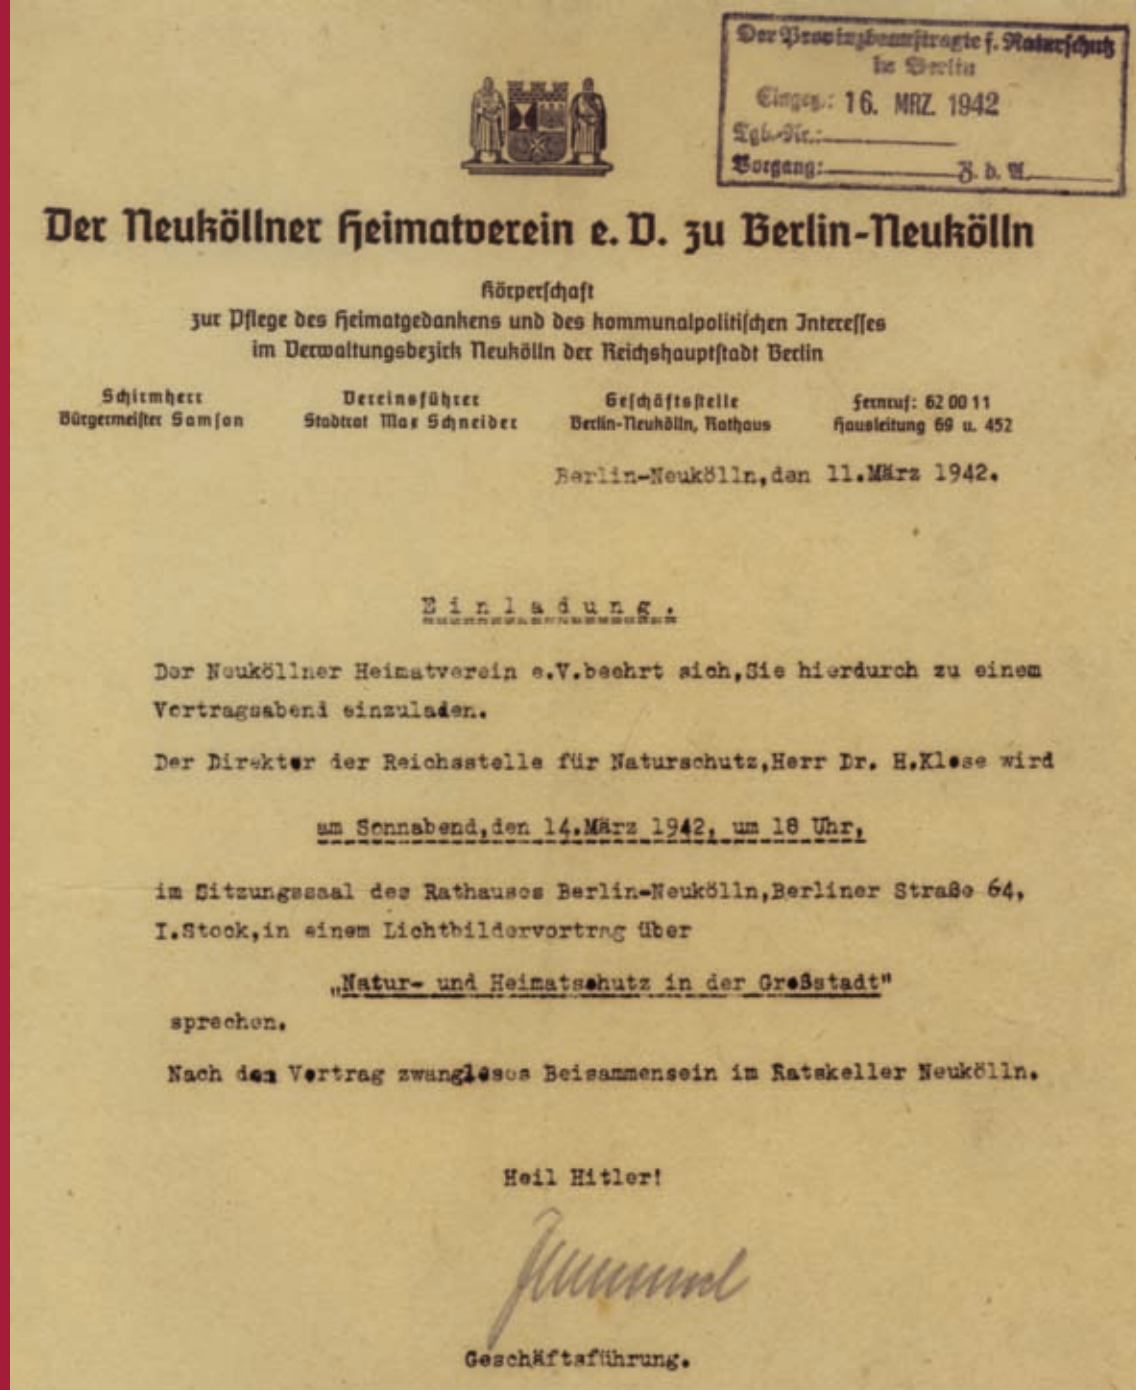 Der Provinzbeauftragte f. Naturschutz
in Berlin
Eingeg.: 16. MRZ. 1942
Tgb.-Nr.:
Vorgang: Z. d. A.
Der Neuköllner Heimatverein e. V. zu Berlin-Neukölln
Körperschaft
zur Pflege des Heimatgedankens und des kommunalpolitischen Interesses
im Verwaltungsbezirk Neukölln der Reichshauptstadt Berlin
Schirmherr Vereinsführer Geschäftsstelle Fernruf: 62 00 11
Bürgermeister Samson Stadtrat Max Schneider Berlin-Neukölln, Rathaus Hausleitung 69 u. 452
Berlin-Neukölln,den 11.März 1942.
Einladung.
Der Neuköllner Heimatverein e.V.beehrt sich,Sie hierdurch zu einem
Vortragsabend einzuladen.
Der Direktor der Reichsstelle für Naturschutz,Herr Dr. H.Klose wird
am Sonnabend,den 14.März 1942, um 18 Uhr,
im Sitzungssaal des Rathauses Berlin-Neukölln,Berliner Straße 64,
I.Stock,in einem Lichtbildervortrag über
„Natur- und Heimatschutz in der Großstadt"
sprechen.
Nach dem Vortrag zwangloses Beisammensein im Ratskeller Neukölln.
Heil Hitler!
Geschäftsführung.